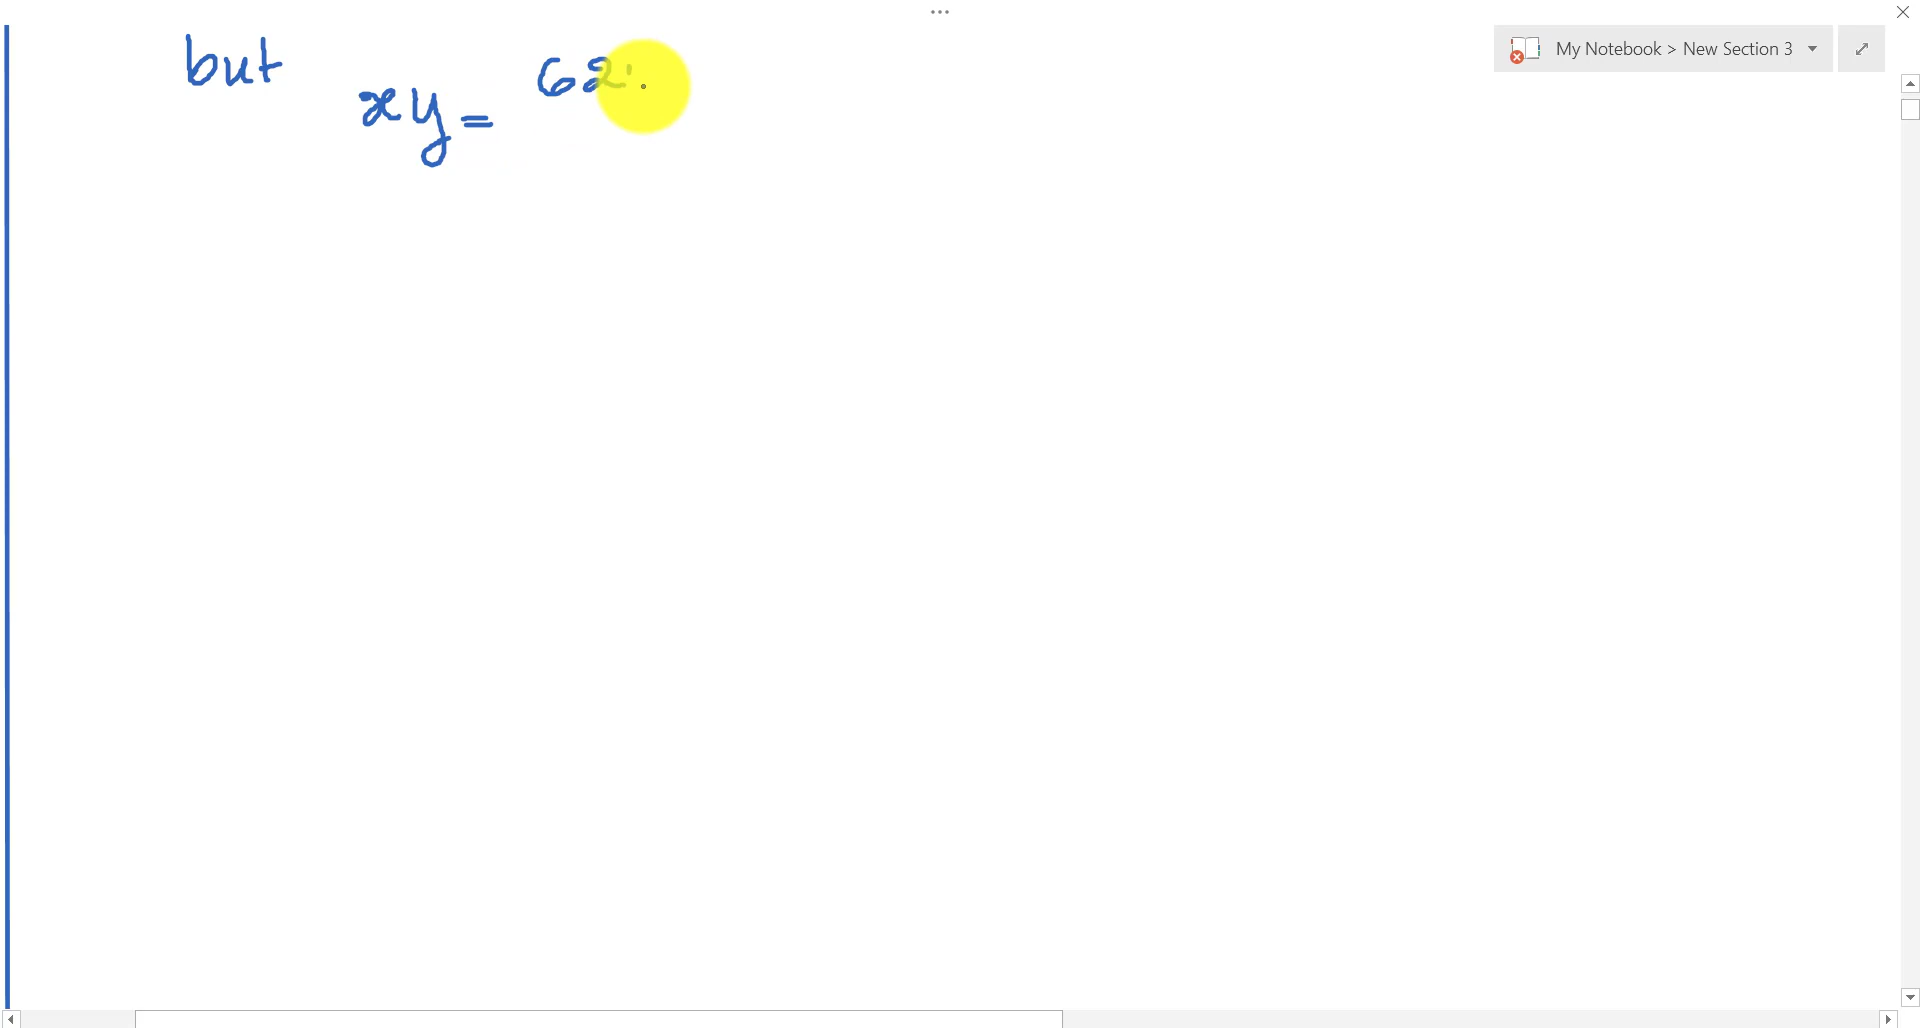 My Notebook > New Section 3
but
xy = 62